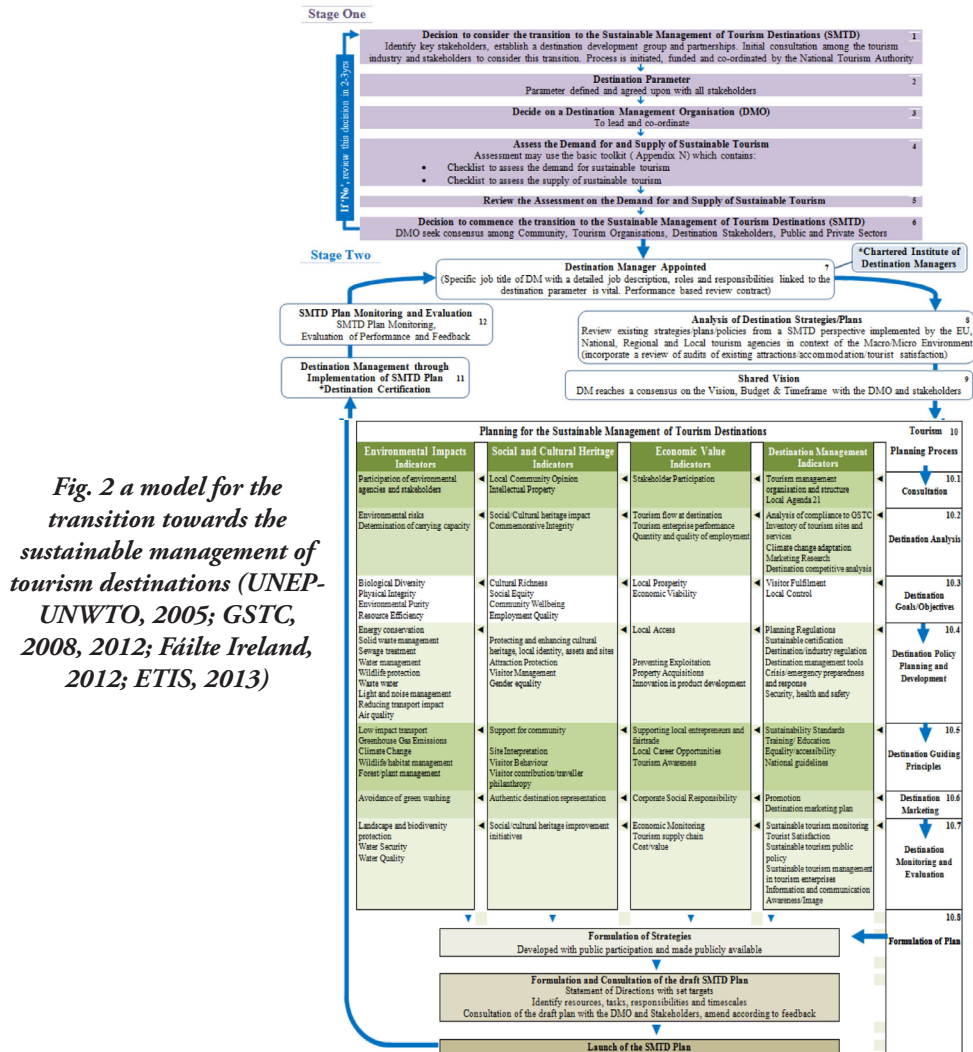 Stage One
Decision to consider the transition to the Sustainable Management of Tourism Destinations (SMTD) 1
Identify key stakeholders, establish a destination development group and partnerships. Initial consultation among the tourism
industry and stakeholders to consider this transition. Process is initiated, funded and co-ordinated by the National Tourism Authority
Destination Parameter 2
Parameter defined and agreed upon with all stakeholders
Decide on a Destination Management Organisation (DMO) 3
To lead and co-ordinate
Assess the Demand for and Supply of Sustainable Tourism 4
Assessment may use the basic toolkit ( Appendix N) which contains:
• Checklist to assess the demand for sustainable tourism
• Checklist to assess the supply of sustainable tourism
Review the Assessment on the Demand for and Supply of Sustainable Tourism 5
Decision to commence the transition to the Sustainable Management of Tourism Destinations (SMTD) 6
DMO seek consensus among Community, Tourism Organisations, Destination Stakeholders, Public and Private Sectors
If 'No', review this decision in 2-3yrs
Stage Two
*Chartered Institute of
Destination Managers
Destination Manager Appointed 7
(Specific job title of DM with a detailed job description, roles and responsibilities linked to the
destination parameter is vital. Performance based review contract)
Analysis of Destination Strategies/Plans 8
Review existing strategies/plans/policies from a SMTD perspective implemented by the EU,
National, Regional and Local tourism agencies in context of the Macro/Micro Environment
(incorporate a review of audits of existing attractions/accommodation/tourist satisfaction)
Shared Vision 9
DM reaches a consensus on the Vision, Budget & Timeframe with the DMO and stakeholders
SMTD Plan Monitoring and Evaluation
SMTD Plan Monitoring, 12
Evaluation of Performance and Feedback
Destination Management through
Implementation of SMTD Plan 11
*Destination Certification
Planning for the Sustainable Management of Tourism Destinations
Tourism 10
Planning Process
Environmental Impacts
Indicators
Social and Cultural Heritage
Indicators
Economic Value
Indicators
Destination Management
Indicators
Participation of environmental
agencies and stakeholders
Local Community Opinion
Intellectual Property
Stakeholder Participation
Tourism management
organisation and structure
Local Agenda 21
10.1
Consultation
Environmental risks
Determination of carrying capacity
Social/Cultural heritage impact
Commemorative Integrity
Tourism flow at destination
Tourism enterprise performance
Quantity and quality of employment
Analysis of compliance to GSTC
Inventory of tourism sites and
services
Climate change adaptation
Marketing Research
Destination competitive analysis
10.2
Destination Analysis
Biological Diversity
Physical Integrity
Environmental Purity
Resource Efficiency
Cultural Richness
Social Equity
Community Wellbeing
Employment Quality
Local Prosperity
Economic Viability
Visitor Fulfilment
Local Control
10.3
Destination
Goals/Objectives
Energy conservation
Solid waste management
Sewage treatment
Water management
Wildlife protection
Waste water
Light and noise management
Reducing transport impact
Air quality
Protecting and enhancing cultural
heritage, local identity, assets and sites
Attraction Protection
Visitor Management
Gender equality
Local Access
Preventing Exploitation
Property Acquisitions
Innovation in product development
Planning Regulations
Sustainable certification
Destination/industry regulation
Destination management tools
Crisis/emergency preparedness
and response
Security, health and safety
10.4
Destination Policy
Planning and
Development
Low impact transport
Greenhouse Gas Emissions
Climate Change
Wildlife/habitat management
Forest/plant management
Support for community
Site Interpretation
Visitor Behaviour
Visitor contribution/traveller
philanthropy
Supporting local entrepreneurs and
fairtrade
Local Career Opportunities
Tourism Awareness
Sustainability Standards
Training/ Education
Equality/accessibility
National guidelines
10.5
Destination Guiding
Principles
Avoidance of green washing
Authentic destination representation
Corporate Social Responsibility
Promotion
Destination marketing plan
Destination 10.6
Marketing
Landscape and biodiversity
protection
Water Security
Water Quality
Social/cultural heritage improvement
initiatives
Economic Monitoring
Tourism supply chain
Cost/value
Sustainable tourism monitoring
Tourist Satisfaction
Sustainable tourism public
policy
Sustainable tourism management
in tourism enterprises
Information and communication
Awareness/Image
10.7
Destination
Monitoring and
Evaluation
10.8
Formulation of Plan
Formulation of Strategies
Developed with public participation and made publicly available
Formulation and Consultation of the draft SMTD Plan
Statement of Directions with set targets
Identify resources, tasks, responsibilities and timescales
Consultation of the draft plan with the DMO and Stakeholders, amend according to feedback
Launch of the SMTD Plan
Fig. 2 a model for the
transition towards the
sustainable management of
tourism destinations (UNEP-
UNWTO, 2005; GSTC,
2008, 2012; Fáilte Ireland,
2012; ETIS, 2013)